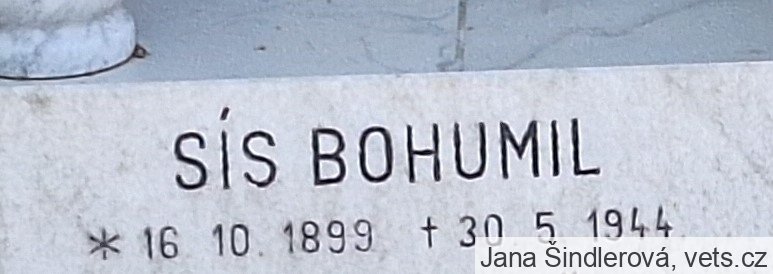 SÍS BOHUMIL
* 16. 10. 1899 † 30. 5. 1944
Jana Šindlerová, vets.cz